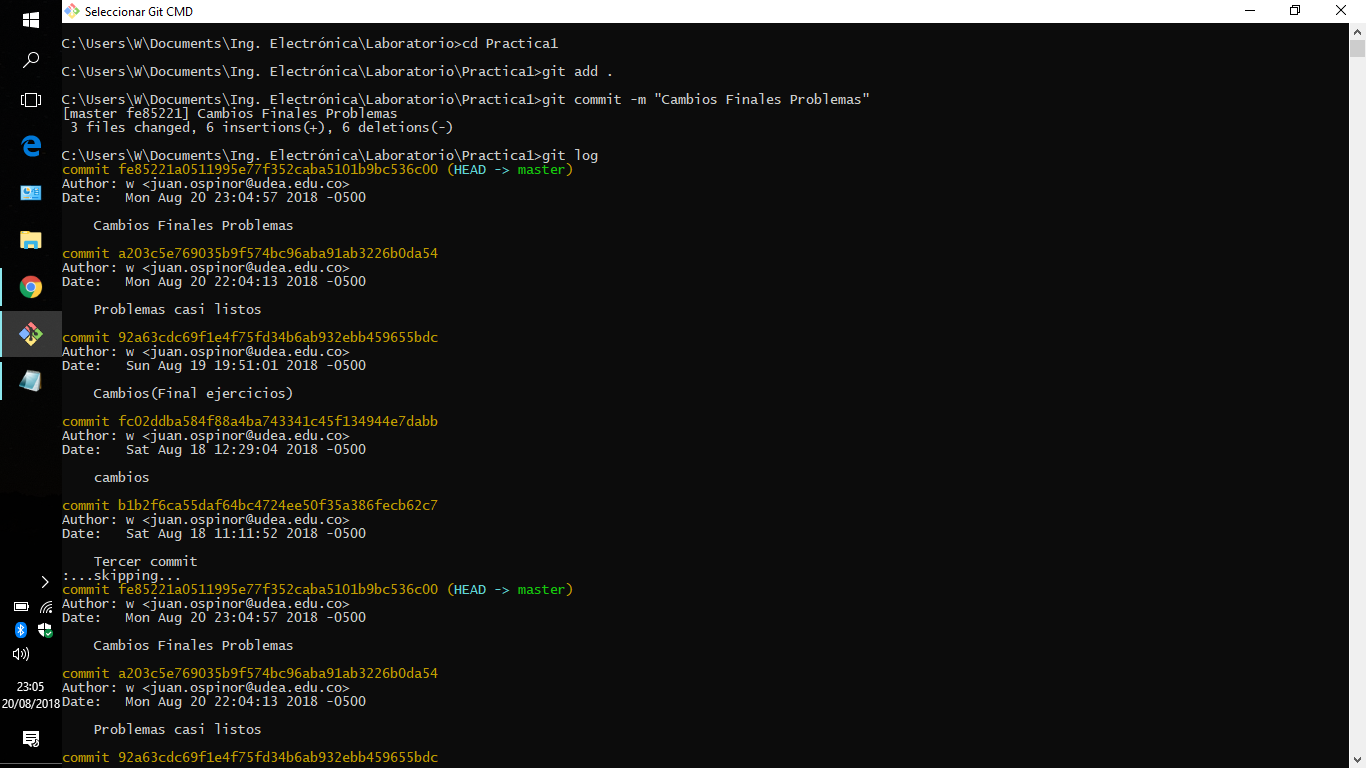 Seleccionar Git CMD
C:\Users\W\Documents\Ing. Electrónica\Laboratorio>cd Practica1
C:\Users\W\Documents\Ing. Electrónica\Laboratorio\Practica1>git add .
C:\Users\W\Documents\Ing. Electrónica\Laboratorio\Practica1>git commit -m "Cambios Finales Problemas"
[master fe85221] Cambios Finales Problemas
 3 files changed, 6 insertions(+), 6 deletions(-)
C:\Users\W\Documents\Ing. Electrónica\Laboratorio\Practica1>git log
commit fe85221a0511995e77f352caba5101b9bc536c00 (HEAD -> master)
Author: w <juan.ospinor@udea.edu.co>
Date:   Mon Aug 20 23:04:57 2018 -0500
    Cambios Finales Problemas
commit a203c5e769035b9f574bc96aba91ab3226b0da54
Author: w <juan.ospinor@udea.edu.co>
Date:   Mon Aug 20 22:04:13 2018 -0500
    Problemas casi listos
commit 92a63cdc69f1e4f75fd34b6ab932ebb459655bdc
Author: w <juan.ospinor@udea.edu.co>
Date:   Sun Aug 19 19:51:01 2018 -0500
    Cambios(Final ejercicios)
commit fc02ddba584f88a4ba743341c45f134944e7dabb
Author: w <juan.ospinor@udea.edu.co>
Date:   Sat Aug 18 12:29:04 2018 -0500
    cambios
commit b1b2f6ca55daf64bc4724ee50f35a386fecb62c7
Author: w <juan.ospinor@udea.edu.co>
Date:   Sat Aug 18 11:11:52 2018 -0500
    Tercer commit
:...skipping...
commit fe85221a0511995e77f352caba5101b9bc536c00 (HEAD -> master)
Author: w <juan.ospinor@udea.edu.co>
Date:   Mon Aug 20 23:04:57 2018 -0500
    Cambios Finales Problemas
commit a203c5e769035b9f574bc96aba91ab3226b0da54
Author: w <juan.ospinor@udea.edu.co>
Date:   Mon Aug 20 22:04:13 2018 -0500
    Problemas casi listos
commit 92a63cdc69f1e4f75fd34b6ab932ebb459655bdc
23:05
20/08/2018